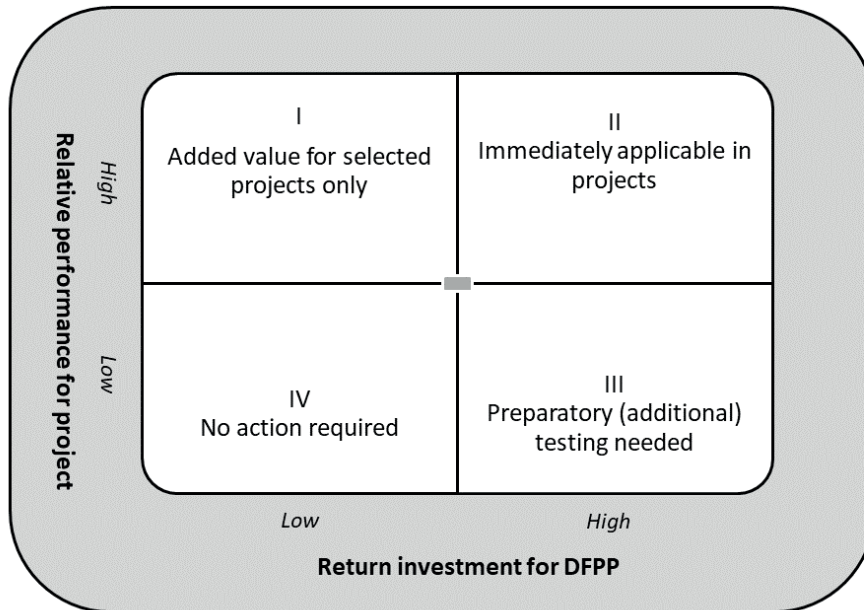 Relative performance for project
High
Low
I
Added value for selected
projects only
II
Immediately applicable in
projects
IV
No action required
III
Preparatory (additional)
testing needed
Low
High
Return investment for DFPP